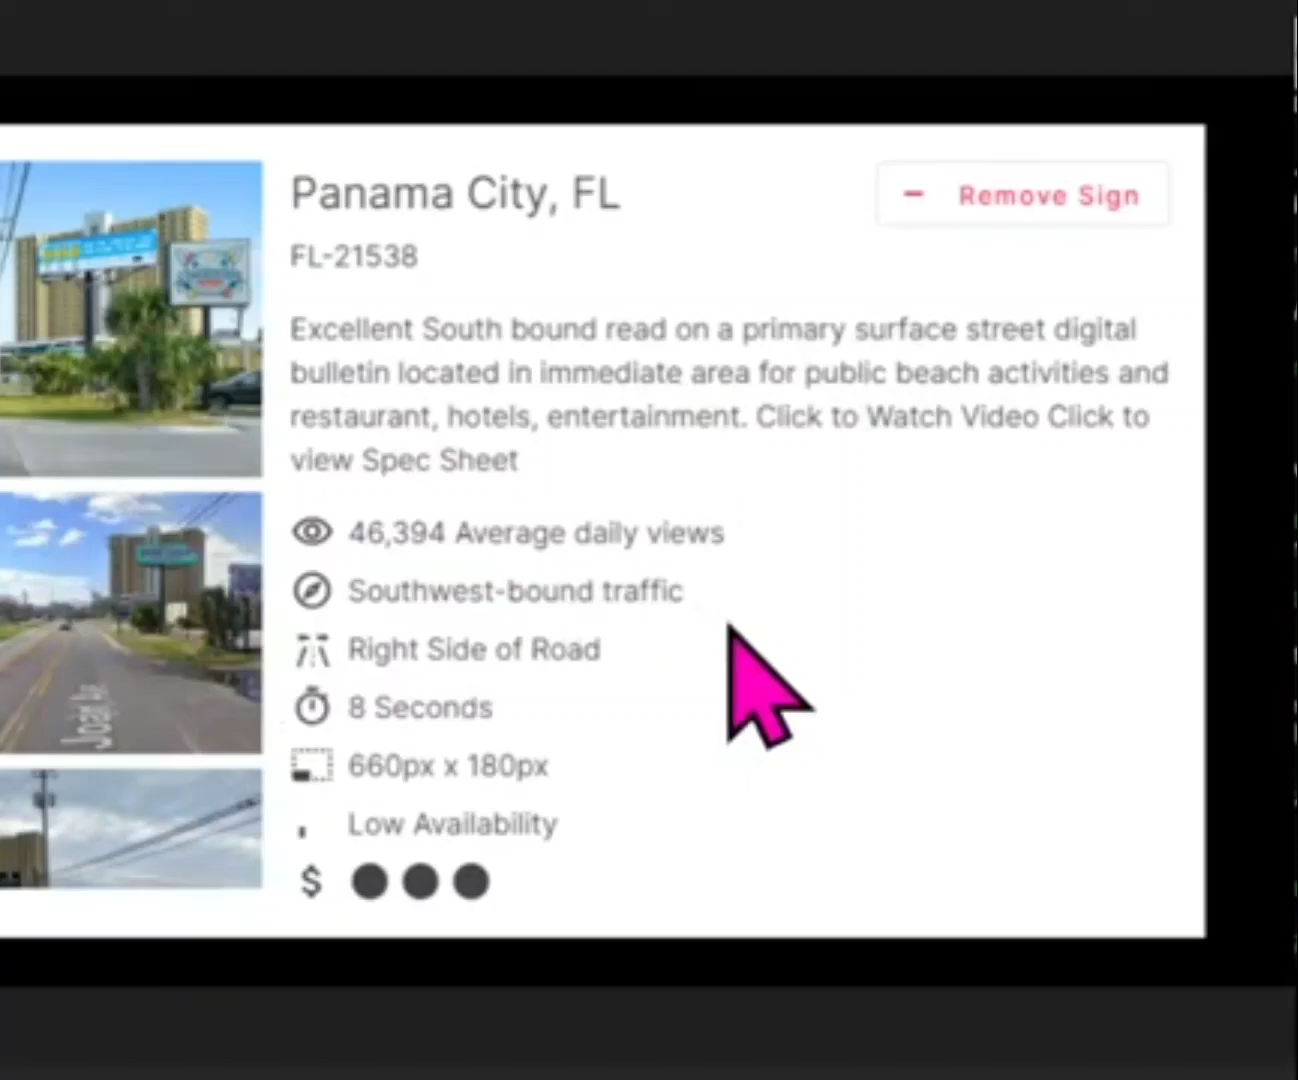 Panama City, FL
Remove Sign
FL-21538
Excellent South bound read on a primary surface street digital
bulletin located in immediate area for public beach activities and
restaurant, hotels, entertainment. Click to Watch Video Click to
view Spec Sheet
46,394 Average daily views
Southwest-bound traffic
Right Side of Road
8 Seconds
660px x 180px
Low Availability
$
Joan Av